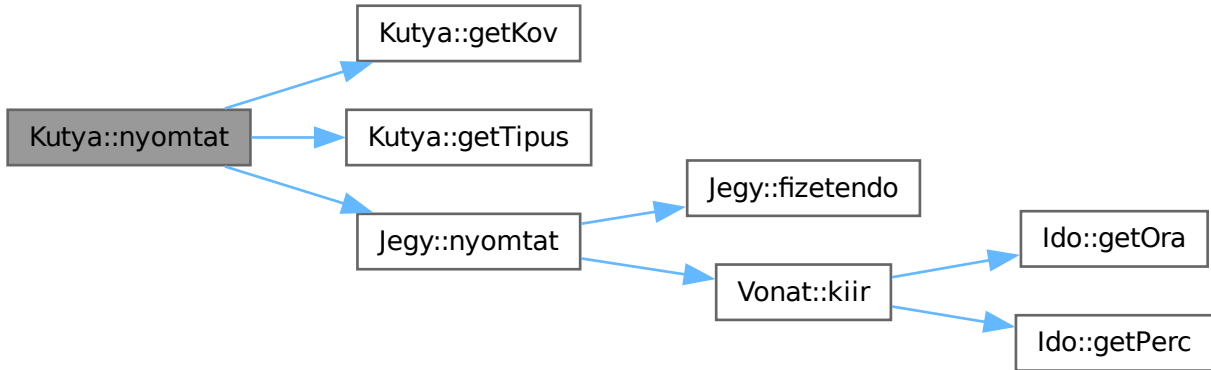 Kutya::getKov
Kutya::nyomtat
Kutya::getTipus
Jegy::nyomtat
Jegy::fizetendo
Vonat::kiir
Ido::getOra
Ido::getPerc